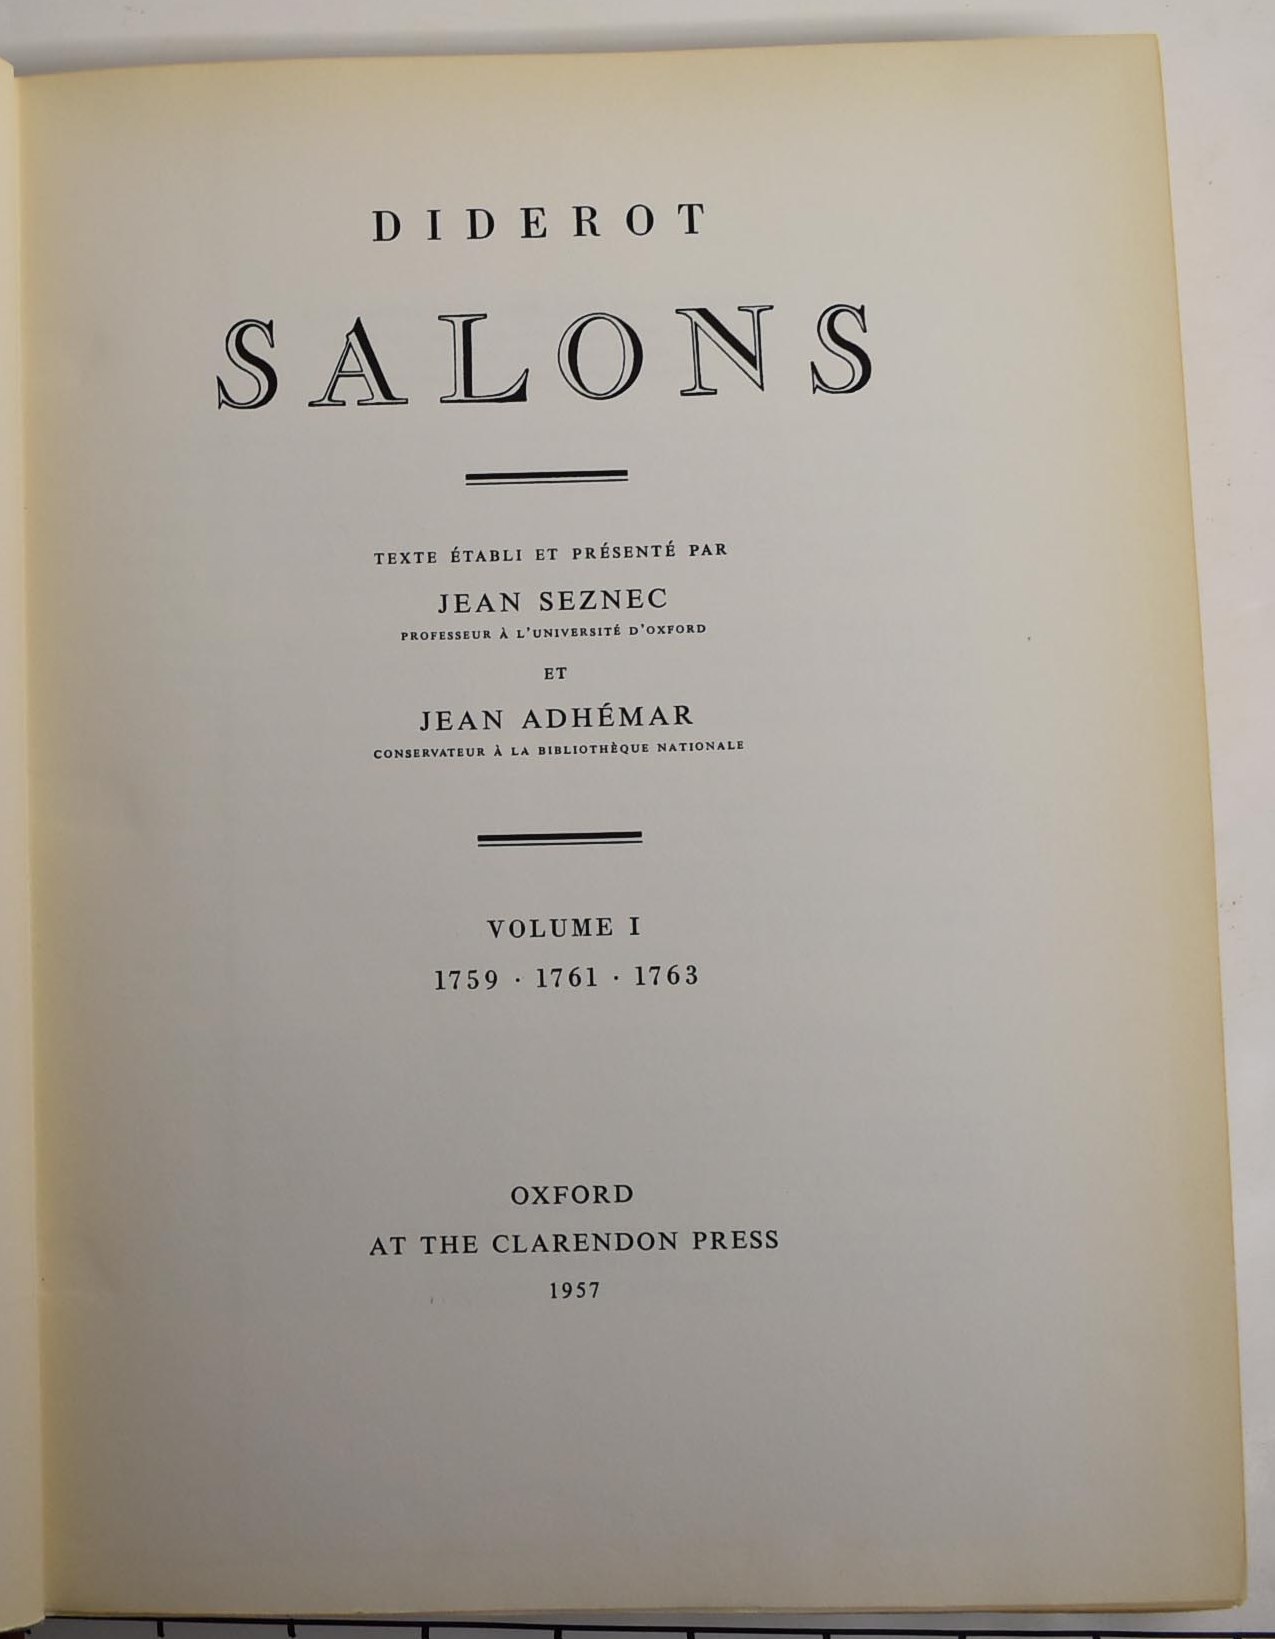 DIDEROT
SALONS
TEXTE ÉTABLI ET PRÉSENTÉ PAR
JEAN SEZNEC
PROFESSEUR À L'UNIVERSITÉ D'OXFORD
ET
JEAN ADHÉMAR
CONSERVATEUR À LA BIBLIOTHÈQUE NATIONALE
VOLUME I
1759 · 1761 · 1763
OXFORD
AT THE CLARENDON PRESS
1957